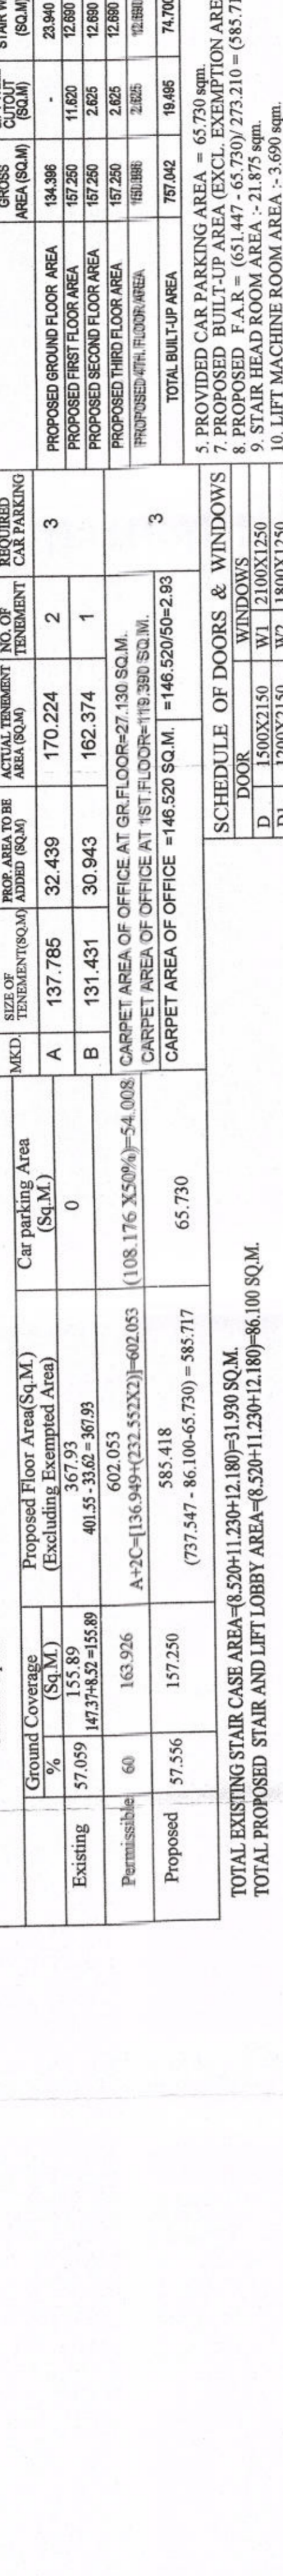 Ground Coverage
Proposed Floor Area(Sq.M.)
(Excluding Exempted Area)
Car parking Area
(Sq.M.)
%
(Sq.M.)
Existing
57.059
155.89
147.37+8.52 =155.89
367.93
401.55 - 33.62 = 367.93
0
Permissible
60
163.926
602.053
A+2C=[136.949+(232.552X2)]=602.053
(108.176 X50%)=54.008
Proposed
57.556
157.250
585.418
(737.547 - 86.100-65.730) = 585.717
65.730
TOTAL EXISTING STAIR CASE AREA=(8.520+11.230+12.180)=31.930 SQ.M.
TOTAL PROPOSED STAIR AND LIFT LOBBY AREA=(8.520+11.230+12.180)=86.100 SQ.M.
MKD.
SIZE OF
TENEMENT(SQ.M)
PROP. AREA TO BE
ADDED (SQ.M)
ACTUAL TENEMENT
AREA (SQ.M)
NO. OF
TENEMENT
REQUIRED
CAR PARKING
A 137.785 32.439 170.224 2 3
B 131.431 30.943 162.374 1
CARPET AREA OF OFFICE AT GR.FLOOR=27.130 SQ.M.
CARPET AREA OF OFFICE AT 1ST.FLOOR=119.390 SQ.M.
3
CARPET AREA OF OFFICE =146.520 SQ.M. =146.520/50=2.93
SCHEDULE OF DOORS & WINDOWS
DOOR WINDOWS
D 1500X2150 W1 2100X1250
D1 1200X2150 W2 1800X1250
GROSS
AREA (SQ.M)
CUTOUT
(SQ.M)
STAIR W
(SQ.M)
PROPOSED GROUND FLOOR AREA 134.396 - 23.940
PROPOSED FIRST FLOOR AREA 157.250 11.620 12.690
PROPOSED SECOND FLOOR AREA 157.250 2.625 12.690
PROPOSED THIRD FLOOR AREA 157.250 2.625 12.690
PROPOSED 4TH. FLOOR AREA 2.625
TOTAL BUILT-UP AREA 757.042 19.495 74.700
5. PROVIDED CAR PARKING AREA = 65.730 sqm.
7. PROPOSED BUILT-UP AREA (EXCL. EXEMPTION ARE
8. PROPOSED F.A.R = (651.447 - 65.730)/ 273.210 = (585.71
9. STAIR HEAD ROOM AREA :- 21.875 sqm.
10. LIFT MACHINE ROOM AREA :- 3.690 sqm.